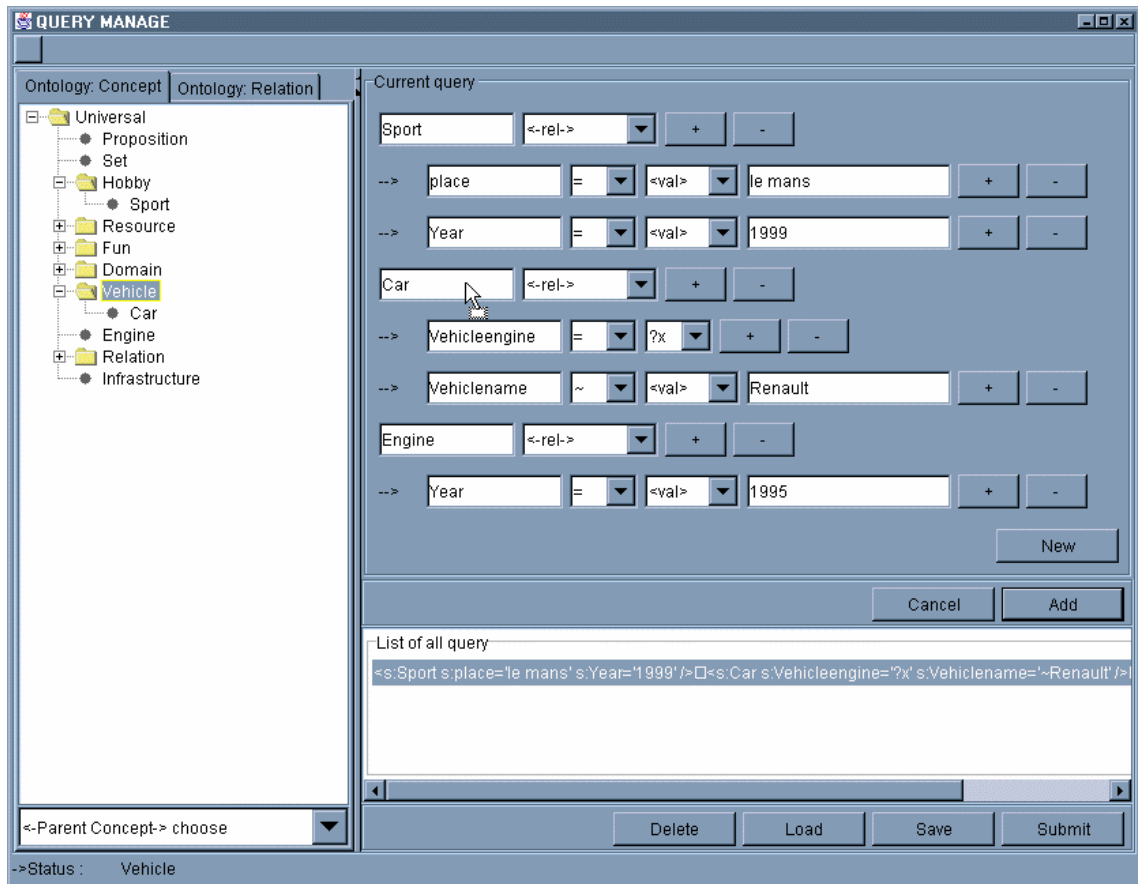 QUERY MANAGE
Ontology: Concept Ontology: Relation
Universal
Proposition
Set
Hobby
Sport
Resource
Fun
Domain
Vehicle
Car
Engine
Relation
Infrastructure
<-Parent Concept-> choose
Current query
Sport <-rel-> + -
--> place = <val> le mans + -
--> Year = <val> 1999 + -
Car <-rel-> + -
--> Vehicleengine = ?x + -
--> Vehiclename ~ <val> Renault + -
Engine <-rel-> + -
--> Year = <val> 1995 + -
New
Cancel Add
List of all query
<s:Sport s:place='le mans' s:Year='1999' />□<s:Car s:Vehicleengine='?x' s:Vehiclename='~Renault' />
Delete Load Save Submit
->Status : Vehicle